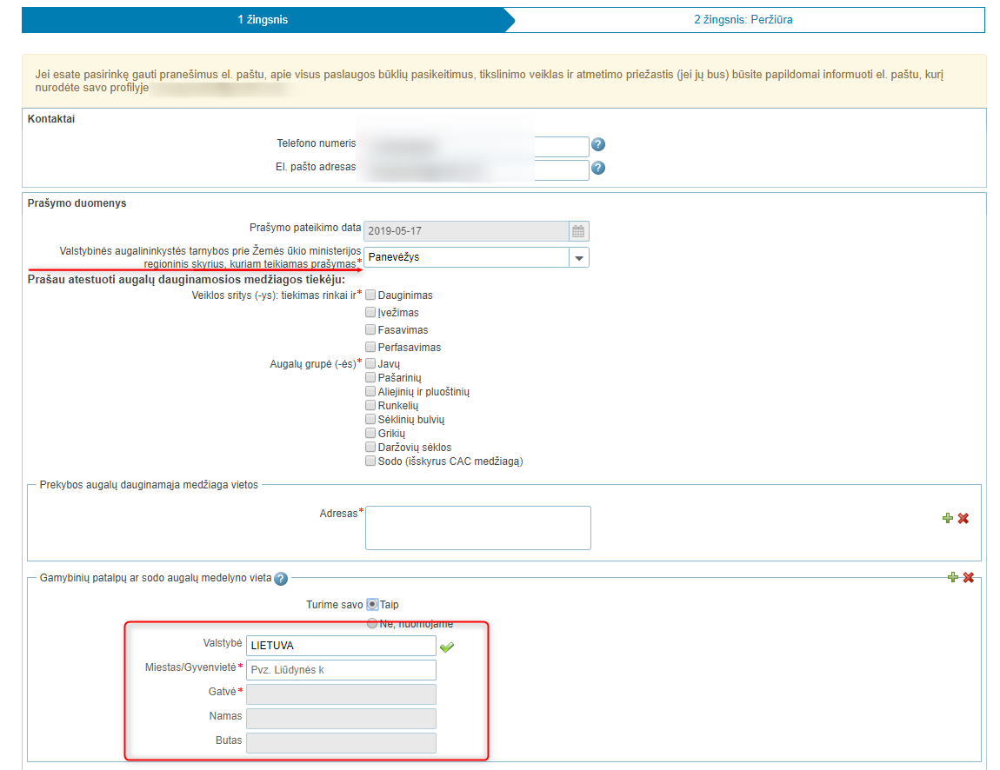 1 žingsnis
2 žingsnis: Peržiūra
Jei esate pasirinkę gauti pranešimus el. paštu, apie visus paslaugos būklių pasikeitimus, tikslinimo veiklas ir atmetimo priežastis (jei jų bus) būsite papildomai informuoti el. paštu, kurį
nurodėte savo profilyje
Kontaktai
Telefono numeris
El. pašto adresas
Prašymo duomenys
Prašymo pateikimo data 2019-05-17
Valstybinės augalininkystės tarnybos prie Žemės ūkio ministerijos
regioninis skyrius, kuriam teikiamas prašymas* Panevėžys
Prašau atestuoti augalų dauginamosios medžiagos tiekėju:
Veiklos sritys (-ys): tiekimas rinkai ir* Dauginimas
Įvežimas
Fasavimas
Perfasavimas
Augalų grupė (-ės)* Javų
Pašarinių
Aliejinių ir pluoštinių
Runkelių
Sėklinių bulvių
Grikių
Daržovių sėklos
Sodo (išskyrus CAC medžiagą)
Prekybos augalų dauginamąja medžiaga vietos
Adresas*
Gamybinių patalpų ar sodo augalų medelyno vieta
Turime savo Taip
Ne, nuomojame
Valstybė LIETUVA
Miestas/Gyvenvietė* Pvz. Liūdynės k
Gatvė*
Namas
Butas